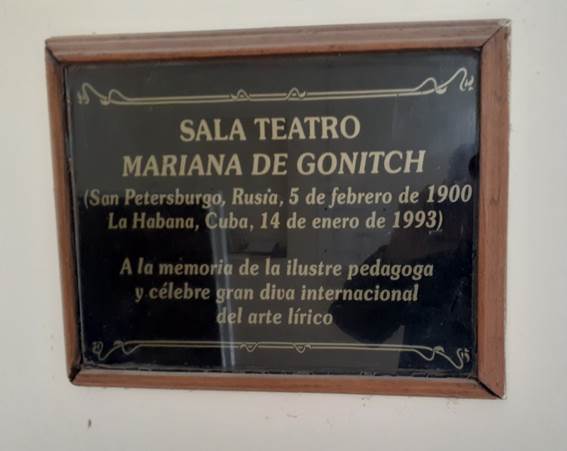 SALA TEATRO
MARIANA DE GONITCH
(San Petersburgo, Rusia, 5 de febrero de 1900
La Habana, Cuba, 14 de enero de 1993)
A la memoria de la ilustre pedagoga
y célebre gran diva internacional
del arte lírico